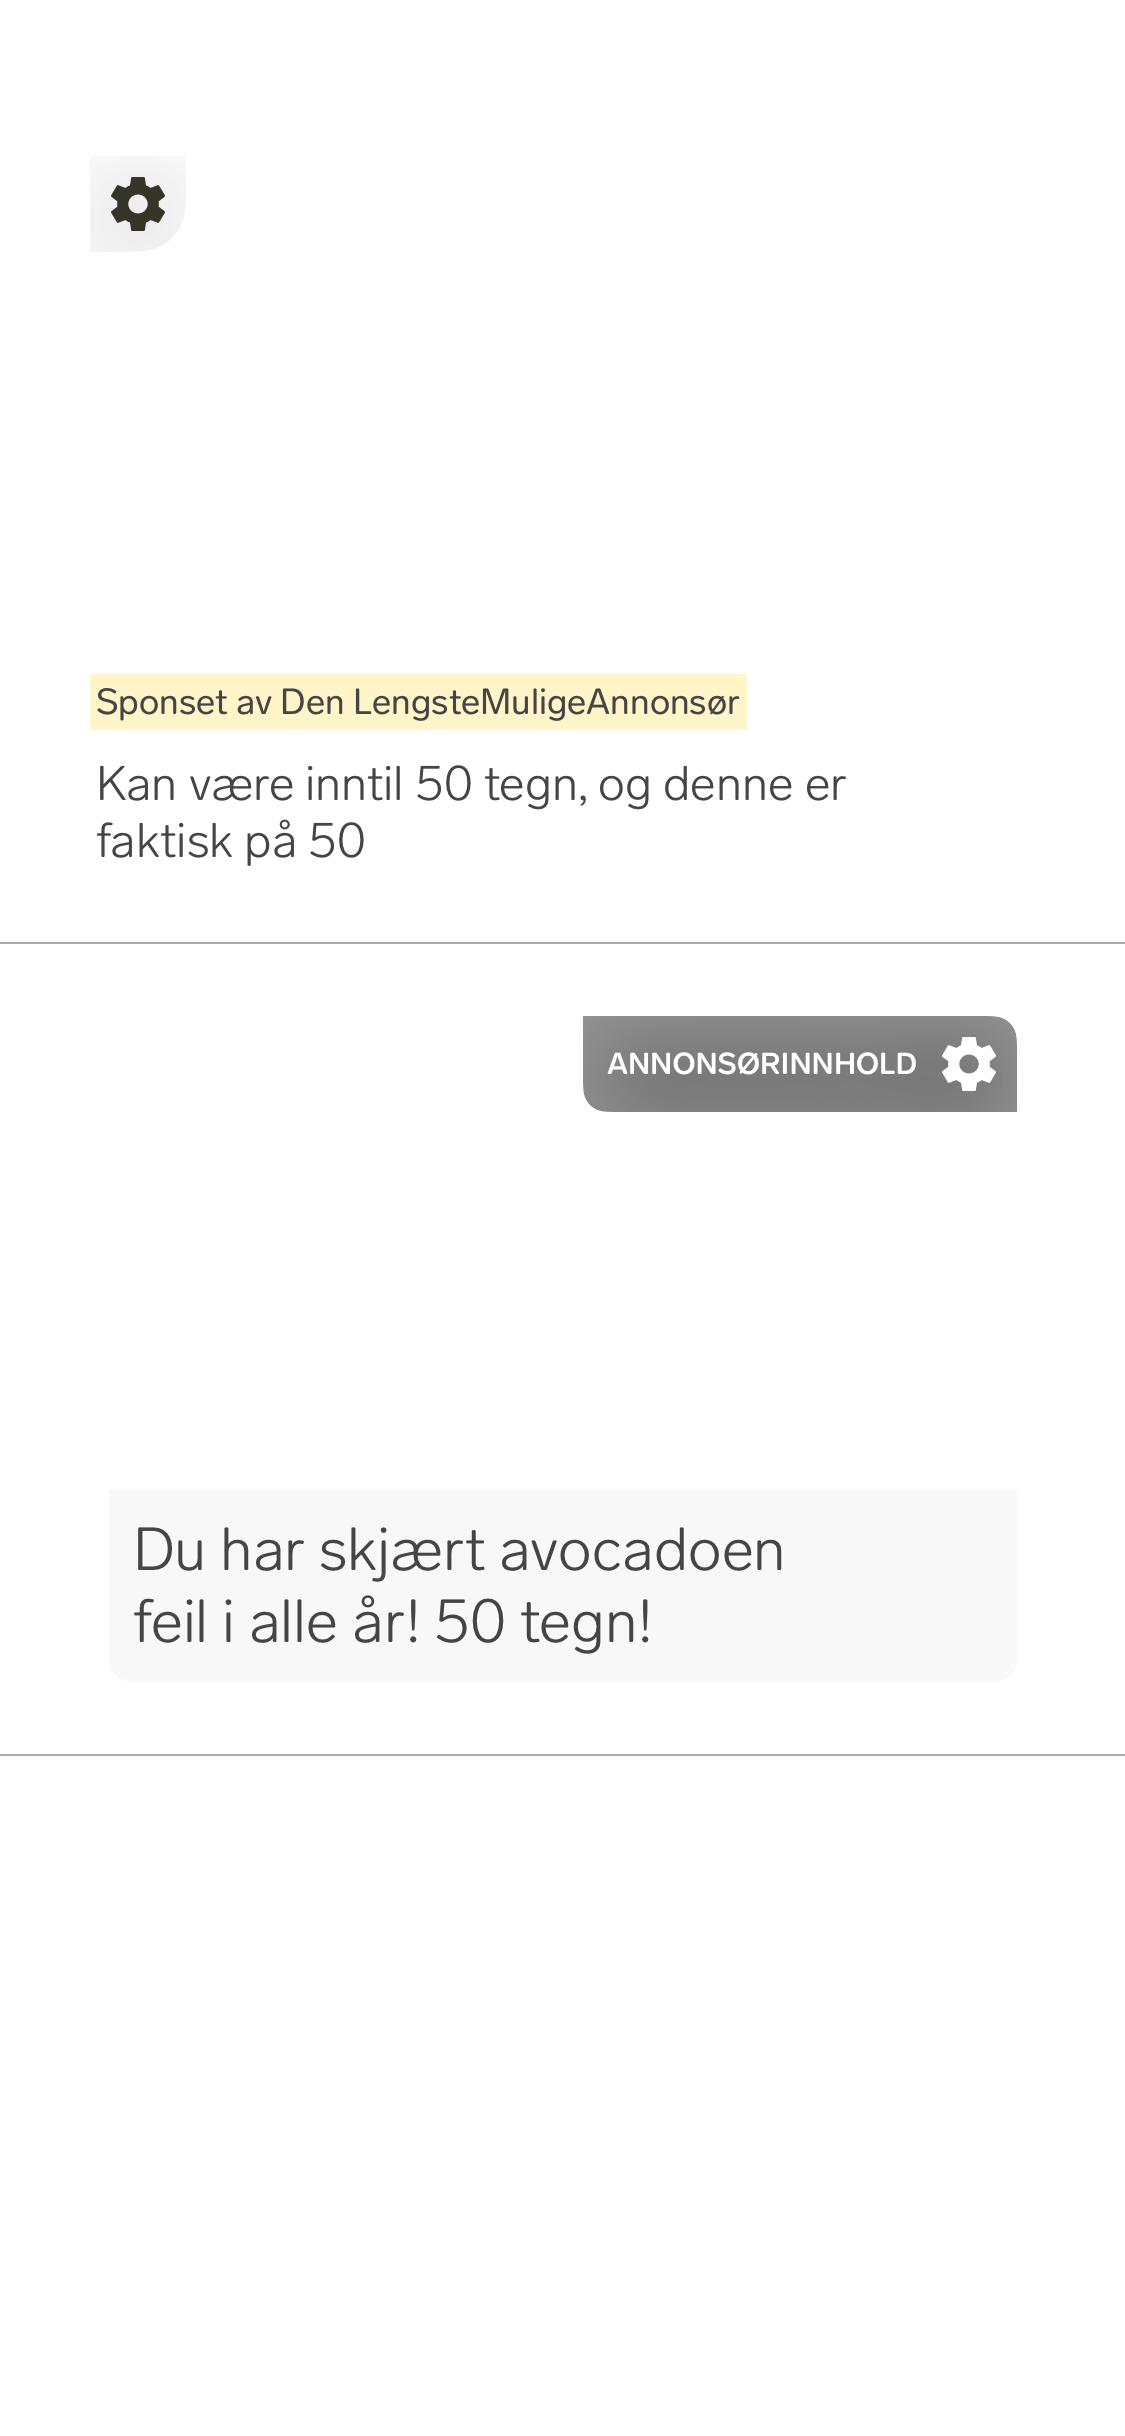 Sponset av Den LengsteMuligeAnnonsør
Kan være inntil 50 tegn, og denne er
faktisk på 50
ANNONSØRINNHOLD
Du har skjært avocadoen
feil i alle år! 50 tegn!